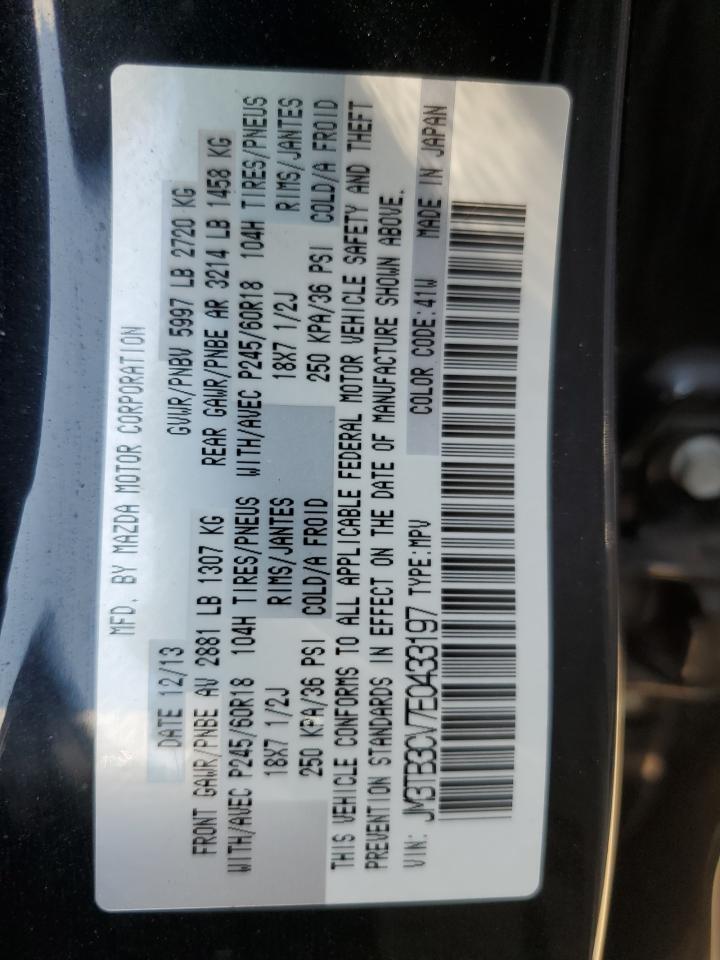 MFD. BY MAZDA MOTOR CORPORATION
DATE 12/13 GVWR/PNBV 5997 LB 2720 KG
FRONT GAWR/PNBE AV 2881 LB 1307 KG REAR GAWR/PNBE AR 3214 LB 1458 KG
WITH/AVEC P245/60R18 104H TIRES/PNEUS WITH/AVEC P245/60R18 104H TIRES/PNEUS
18X7 1/2J RIMS/JANTES 18X7 1/2J RIMS/JANTES
250 KPA/36 PSI COLD/A FROID 250 KPA/36 PSI COLD/A FROID
THIS VEHICLE CONFORMS TO ALL APPLICABLE FEDERAL MOTOR VEHICLE SAFETY AND THEFT
PREVENTION STANDARDS IN EFFECT ON THE DATE OF MANUFACTURE SHOWN ABOVE.
VIN: JM3TB3CV7E0433197 TYPE:MPV COLOR CODE:41W MADE IN JAPAN